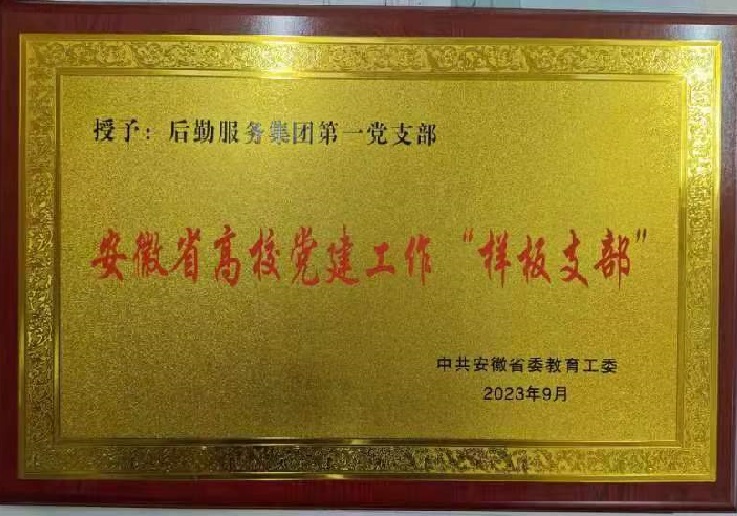 授予：后勤服务集团第一党支部
安徽省高校党建工作“样板支部”
中共安徽省委教育工委
2023年9月